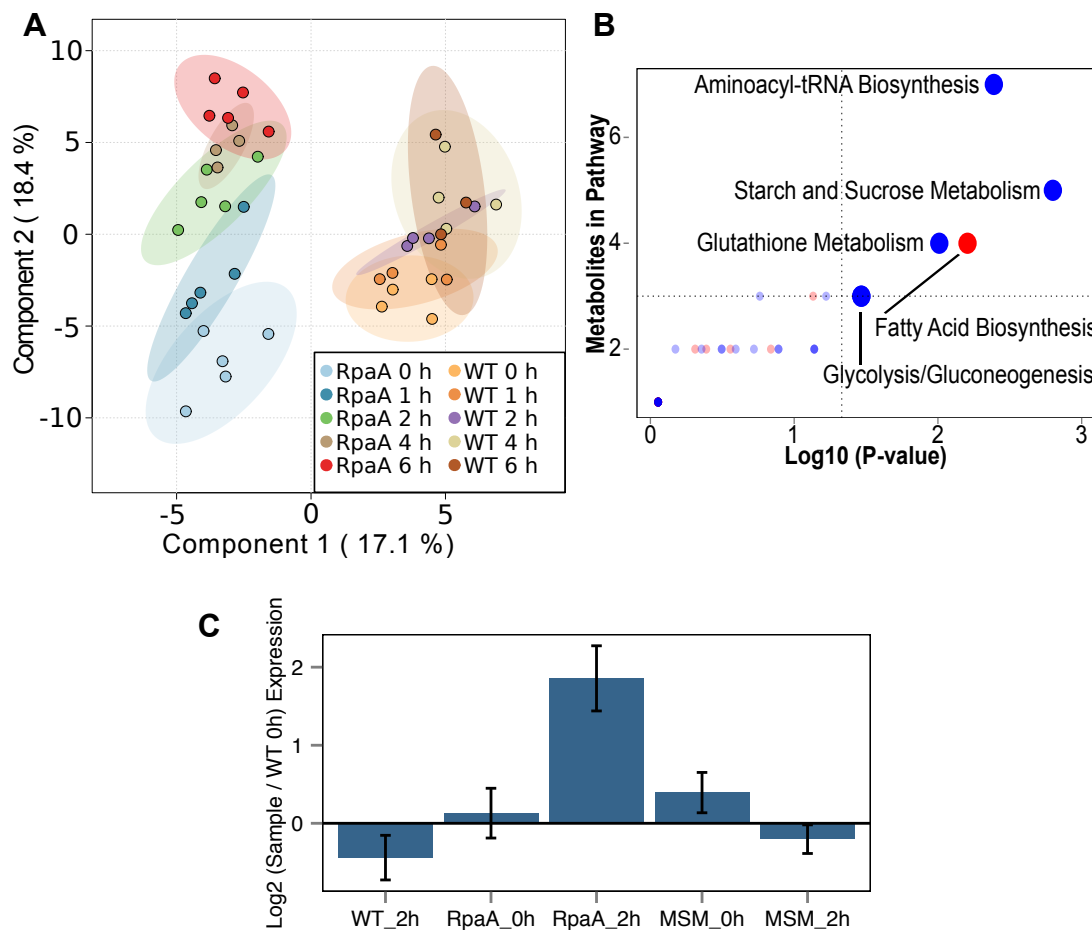 A
Component 2 ( 18.4 %)
10
5
0
-5
-10
RpaA 0 h
WT 0 h
RpaA 1 h
WT 1 h
RpaA 2 h
WT 2 h
RpaA 4 h
WT 4 h
RpaA 6 h
WT 6 h
-5
0
5
Component 1 ( 17.1 %)
B
Metabolites in Pathway
6
4
2
Aminoacyl-tRNA Biosynthesis
Starch and Sucrose Metabolism
Glutathione Metabolism
Fatty Acid Biosynthesis
Glycolysis/Gluconeogenesis
0
1
2
3
Log10 (P-value)
C
Log2 (Sample / WT 0h) Expression
2
1
0
WT_2h
RpaA_0h
RpaA_2h
MSM_0h
MSM_2h